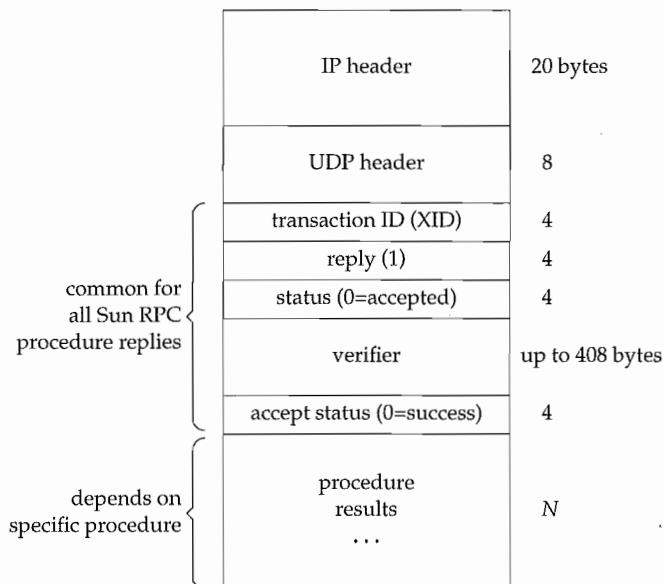 IP header 20 bytes
UDP header 8
transaction ID (XID) 4
reply (1) 4
status (0=accepted) 4
common for
all Sun RPC
procedure replies
verifier up to 408 bytes
accept status (0=success) 4
depends on
specific procedure
procedure
results
. . .
N